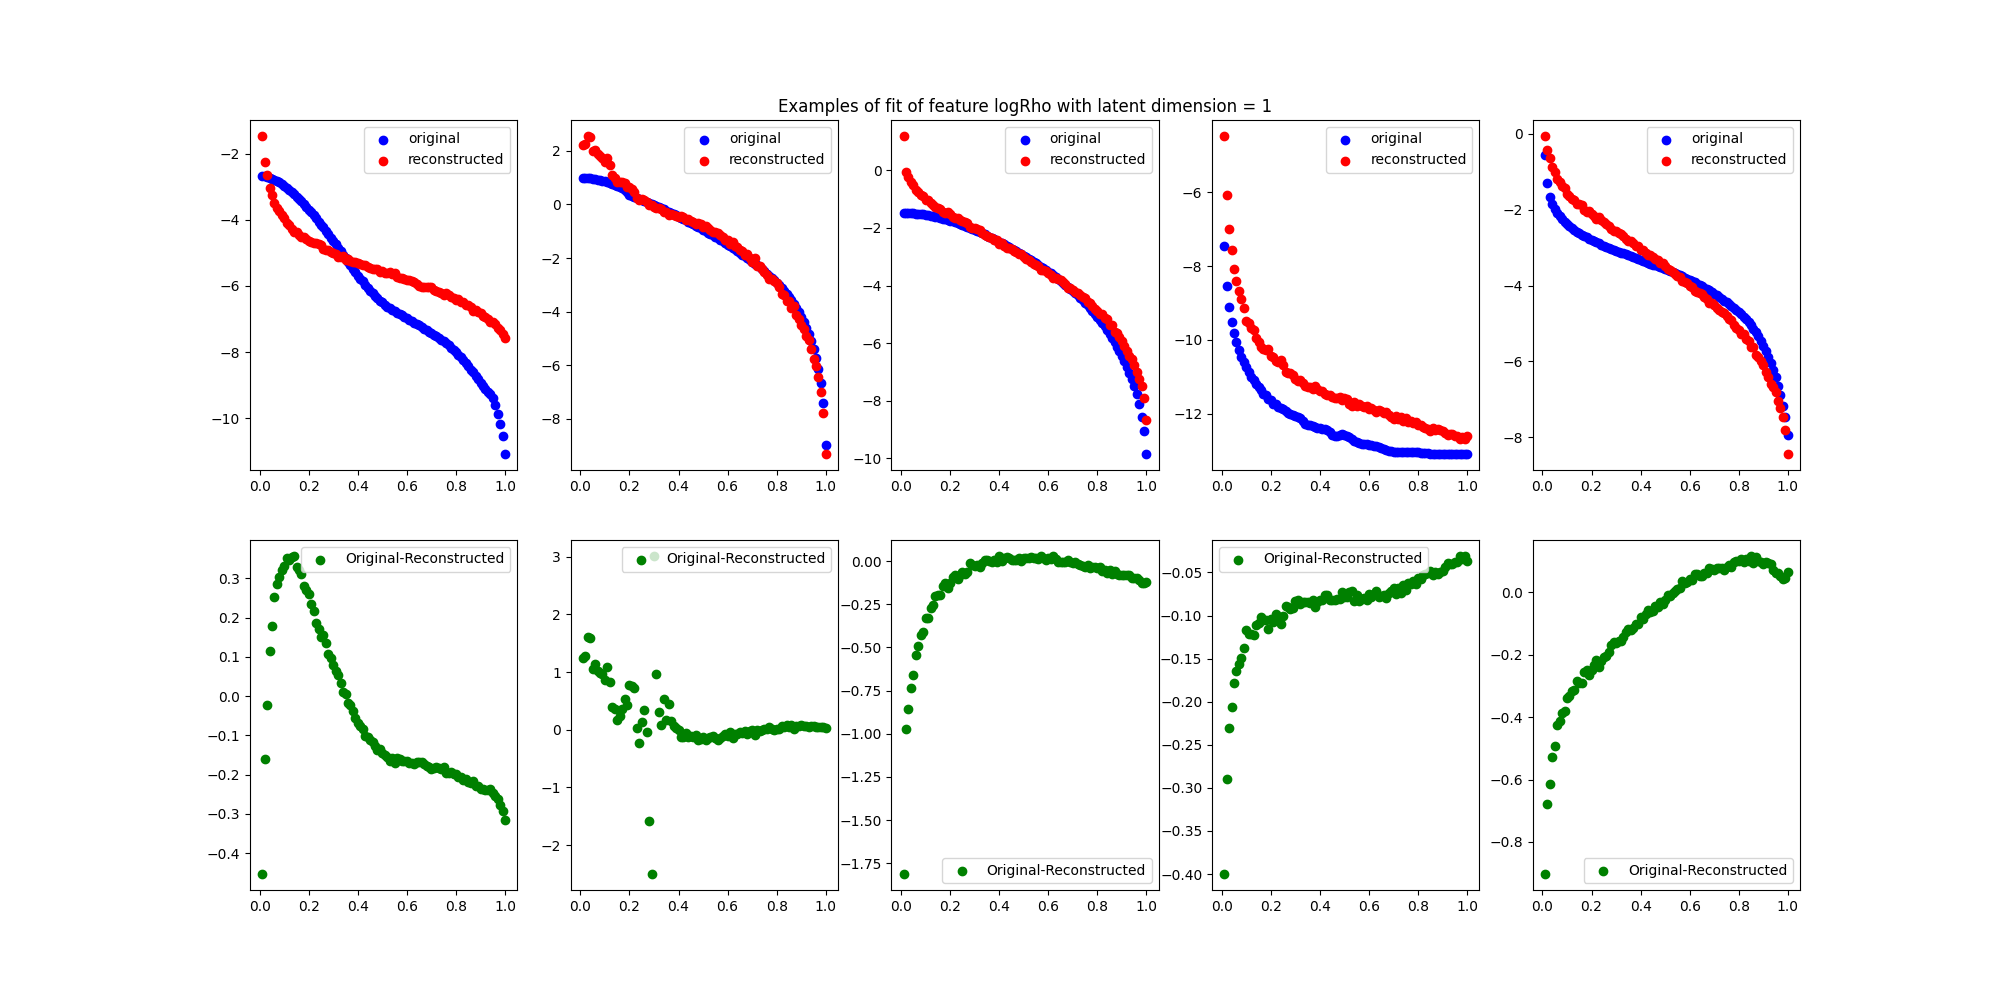 Examples of fit of feature logRho with latent dimension = 1
original
reconstructed
−2
−4
−6
−8
−10
0.0 0.2 0.4 0.6 0.8 1.0
original
reconstructed
2
0
−2
−4
−6
−8
0.0 0.2 0.4 0.6 0.8 1.0
original
reconstructed
0
−2
−4
−6
−8
−10
0.0 0.2 0.4 0.6 0.8 1.0
original
reconstructed
−6
−8
−10
−12
0.0 0.2 0.4 0.6 0.8 1.0
original
reconstructed
0
−2
−4
−6
−8
0.0 0.2 0.4 0.6 0.8 1.0
Original-Reconstructed
0.3
0.2
0.1
0.0
−0.1
−0.2
−0.3
−0.4
0.0 0.2 0.4 0.6 0.8 1.0
Original-Reconstructed
3
2
1
0
−1
−2
0.0 0.2 0.4 0.6 0.8 1.0
0.00
−0.25
−0.50
−0.75
−1.00
−1.25
−1.50
−1.75
Original-Reconstructed
0.0 0.2 0.4 0.6 0.8 1.0
Original-Reconstructed
−0.05
−0.10
−0.15
−0.20
−0.25
−0.30
−0.35
−0.40
0.0 0.2 0.4 0.6 0.8 1.0
0.0
−0.2
−0.4
−0.6
−0.8
Original-Reconstructed
0.0 0.2 0.4 0.6 0.8 1.0